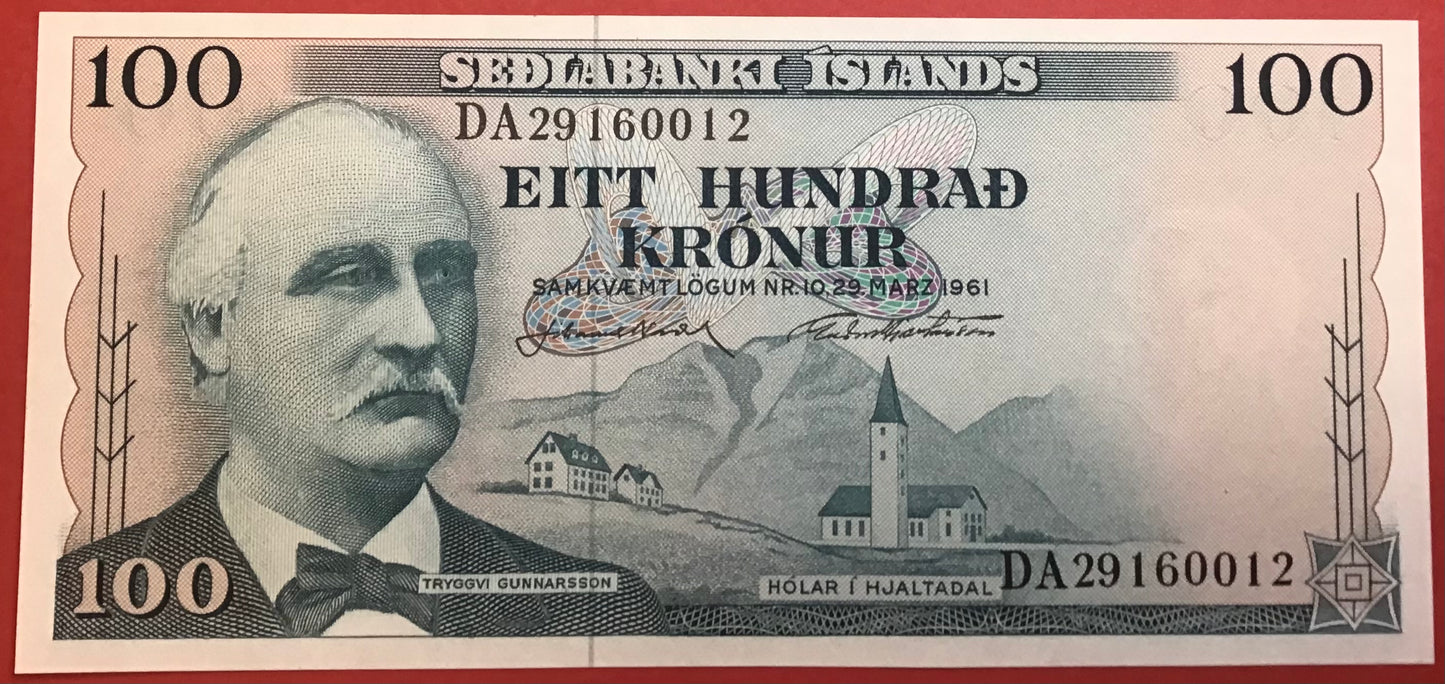 100
SEÐLABANKI ÍSLANDS
100
DA29160012
EITT HUNDRAÐ
KRÓNUR
SAMKVÆMT LÖGUM NR. 10, 29. MARZ 1961
100
TRYGGVI GUNNARSSON
HÓLAR Í HJALTADAL
DA29160012